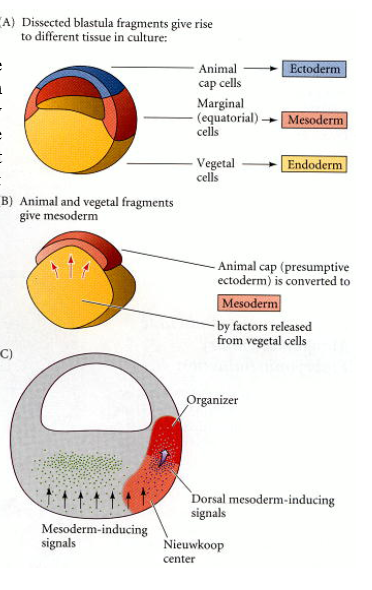 (A) Dissected blastula fragments give rise
to different tissue in culture:
Animal
cap cells
Ectoderm
Marginal
(equatorial)
cells
Mesoderm
Vegetal
cells
Endoderm
B) Animal and vegetal fragments
give mesoderm
Animal cap (presumptive
ectoderm) is converted to
Mesoderm
by factors released
from vegetal cells
C)
Organizer
Dorsal mesoderm-inducing
signals
Mesoderm-inducing
signals
Nieuwkoop
center